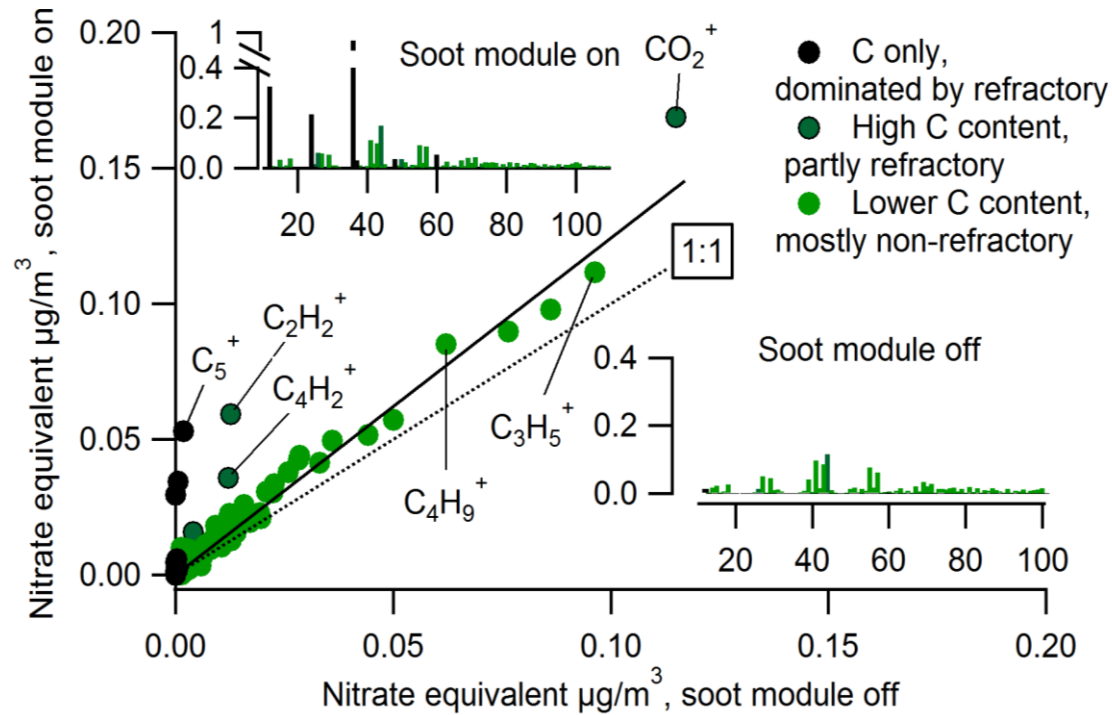 Nitrate equivalent µg/m³, soot module on
0.20
0.15
0.10
0.05
0.00
1
0.4
0.2
0.0
Soot module on
20 40 60 80 100
CO₂⁺
C only,
dominated by refractory
High C content,
partly refractory
Lower C content,
mostly non-refractory
1:1
C₂H₂⁺
C₅⁺
C₄H₂⁺
C₃H₅⁺
C₄H₉⁺
Soot module off
0.4
0.2
0.0
20 40 60 80 100
0.00 0.05 0.10 0.15 0.20
Nitrate equivalent µg/m³, soot module off